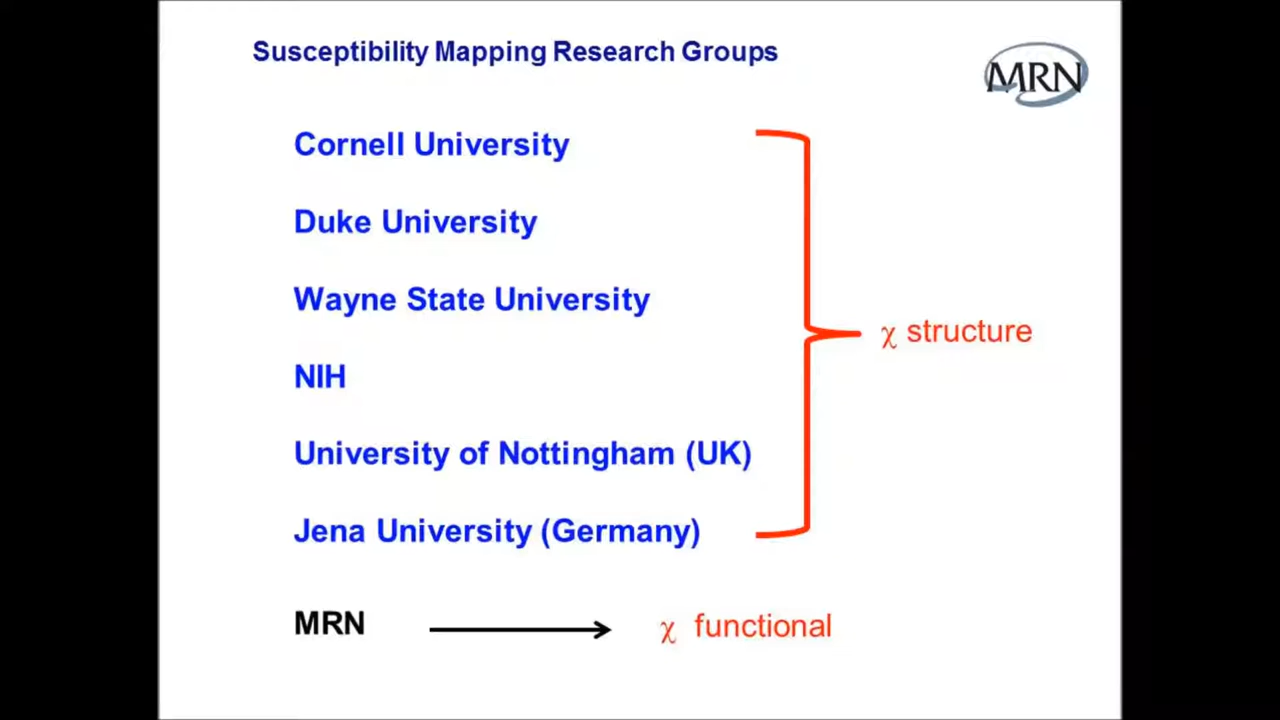 Susceptibility Mapping Research Groups
MRN
Cornell University
Duke University
Wayne State University
χ structure
NIH
University of Nottingham (UK)
Jena University (Germany)
MRN χ functional